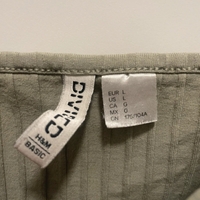 DIVIDED
H&M
BASIC
EUR L
US L
CA G
MX G
CN 175/104A